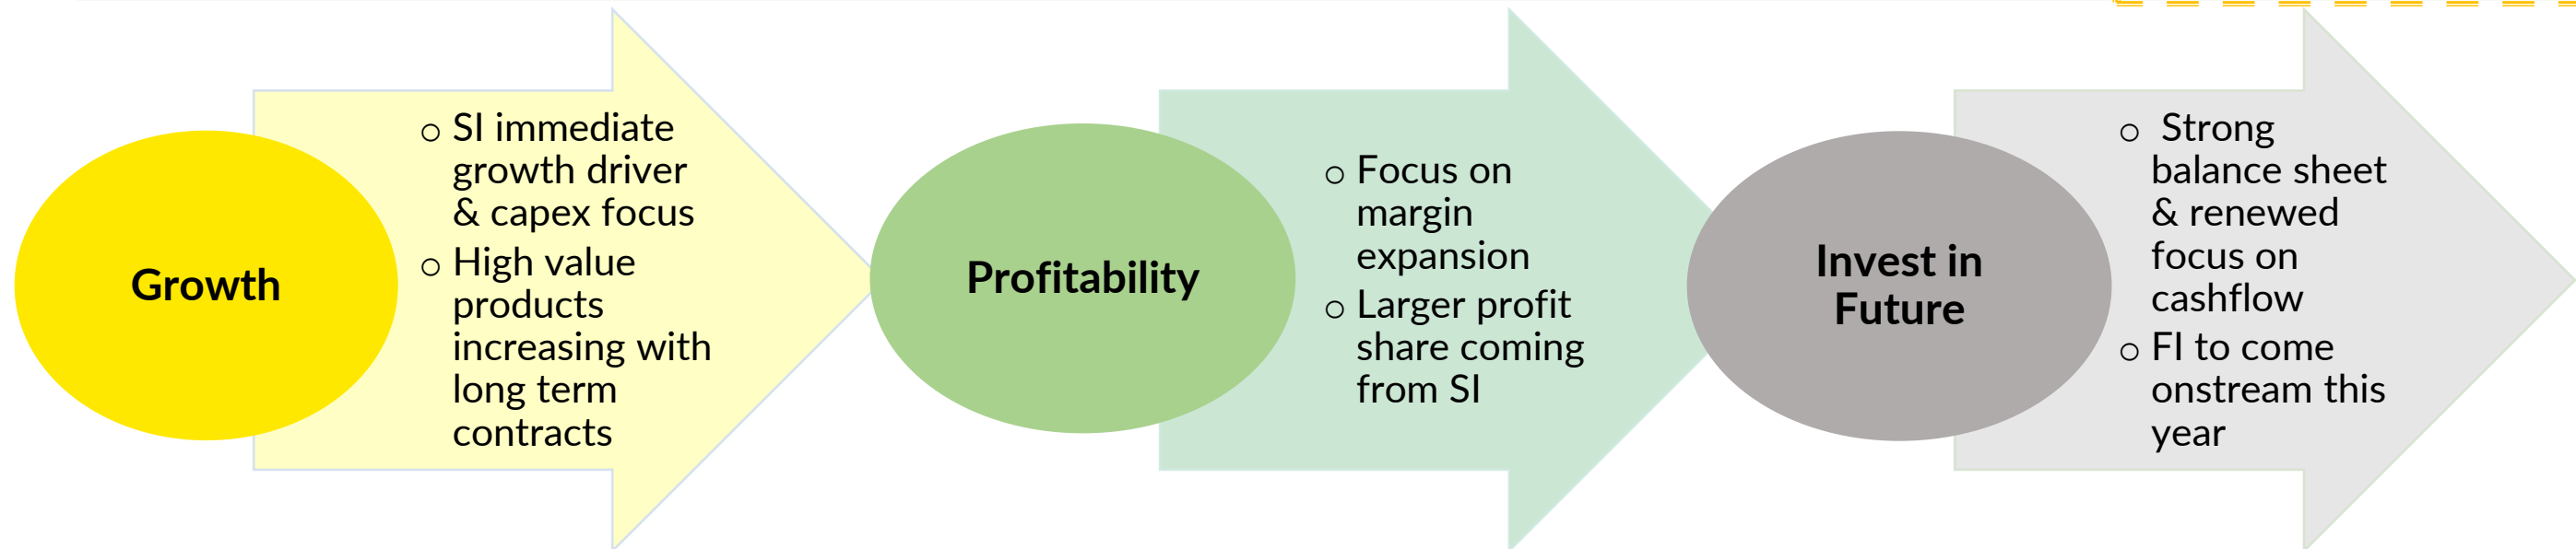 Growth
○ SI immediate
growth driver
& capex focus
○ High value
products
increasing with
long term
contracts
Profitability
○ Focus on
margin
expansion
○ Larger profit
share coming
from SI
Invest in
Future
○ Strong
balance sheet
& renewed
focus on
cashflow
○ FI to come
onstream this
year